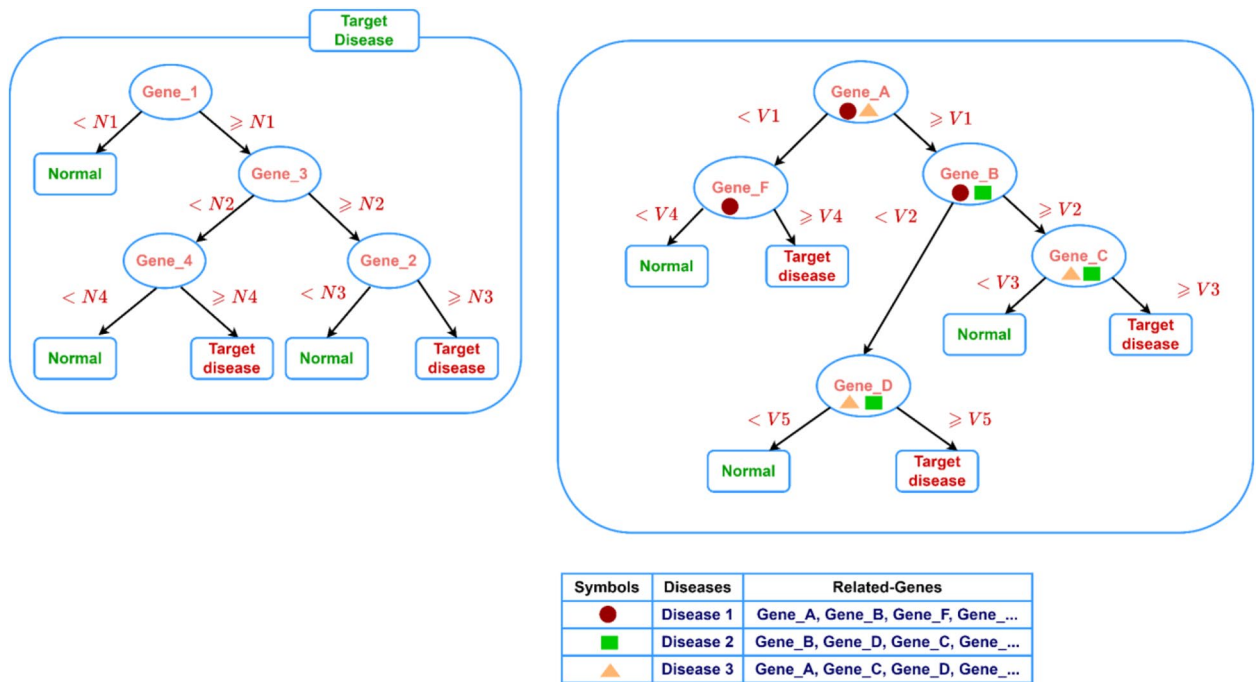 Target
Disease
Gene_1
< N1
⩾ N1
Normal
Gene_3
< N2
⩾ N2
Gene_4
Gene_2
< N4
⩾ N4
< N3
⩾ N3
Normal
Target
disease
Normal
Target
disease
Gene_A
< V1
⩾ V1
Gene_F
Gene_B
< V4
⩾ V4
< V2
⩾ V2
Normal
Target
disease
Gene_C
< V3
⩾ V3
Normal
Target
disease
Gene_D
< V5
⩾ V5
Normal
Target
disease
Symbols Diseases Related-Genes
Disease 1 Gene_A, Gene_B, Gene_F, Gene_...
Disease 2 Gene_B, Gene_D, Gene_C, Gene_...
Disease 3 Gene_A, Gene_C, Gene_D, Gene_...